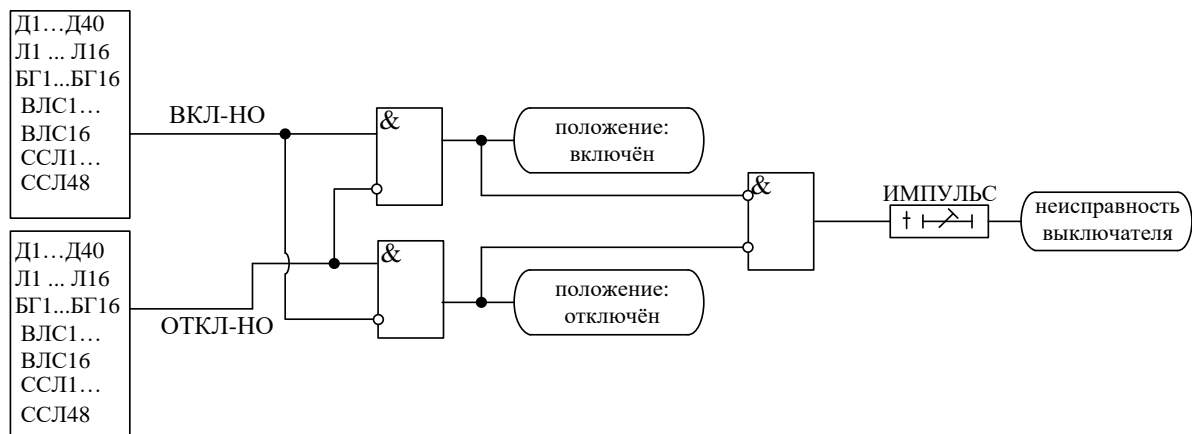 Д1…Д40
Л1 ... Л16
БГ1...БГ16
ВЛС1…
ВЛС16
ССЛ1…
ССЛ48
ВКЛ-НО
&
положение:
включён
&
ИМПУЛЬС
неисправность
выключателя
Д1…Д40
Л1 ... Л16
БГ1...БГ16
ВЛС1…
ВЛС16
ССЛ1…
ССЛ48
ОТКЛ-НО
&
положение:
отключён